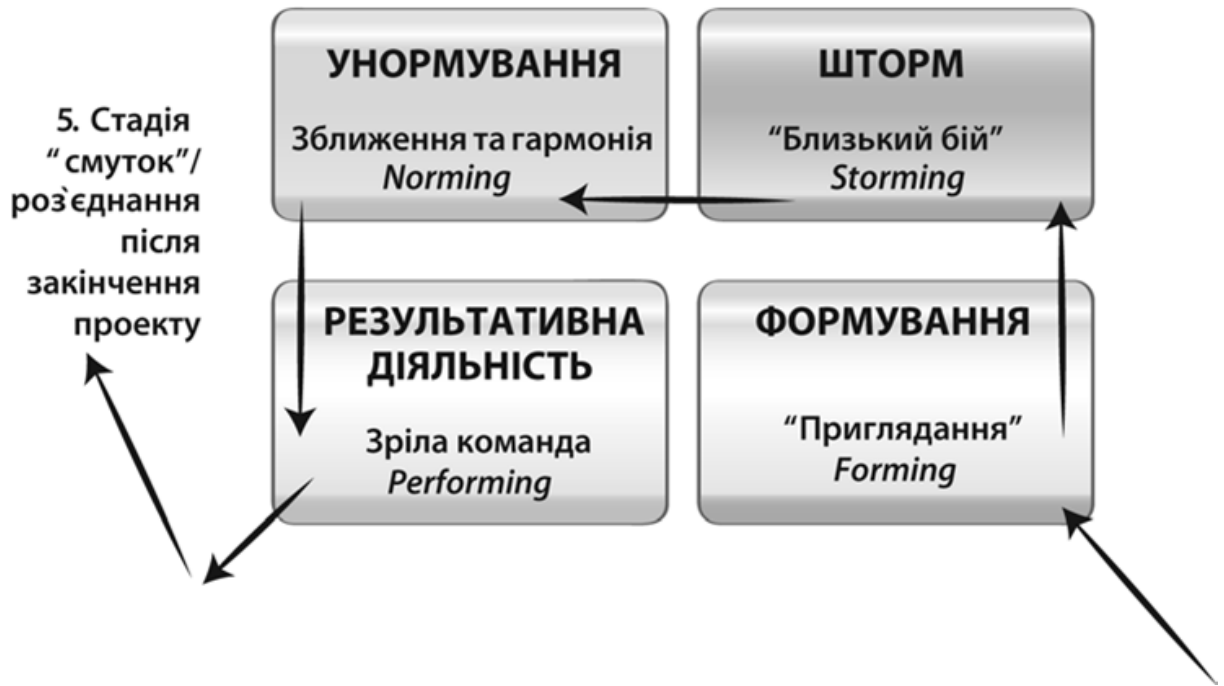 УНОРМУВАННЯ
Зближення та гармонія
Norming
ШТОРМ
“Близький бій”
Storming
5. Стадія
“смуток”/
роз`єднання
після
закінчення
проекту
РЕЗУЛЬТАТИВНА
ДІЯЛЬНІСТЬ
Зріла команда
Performing
ФОРМУВАННЯ
“Приглядання”
Forming